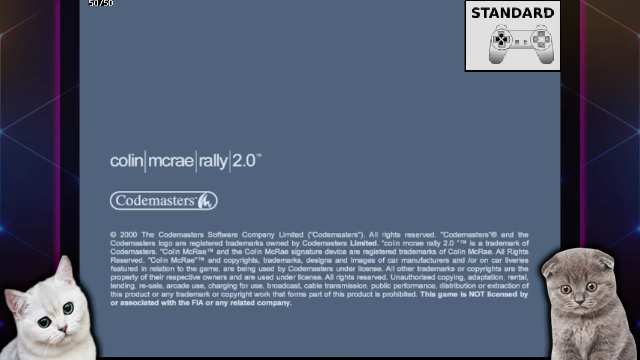 50/50
STANDARD
colin|mcrae|rally|2.0™
Codemasters
© 2000 The Codemasters Software Company Limited ("Codemasters"). All rights reserved. "Codemasters"® and the
Codemasters logo are registered trademarks owned by Codemasters Limited. "colin mcrae rally 2.0 "™ is a trademark of
Codemasters. "Colin McRae"™ and the Colin McRae signature device are registered trademarks of Colin McRae. All Rights
Reserved. "Colin McRae"™ and copyrights, trademarks, designs and images of car manufacturers and /or on car liveries
featured in relation to the game, are being used by Codemasters under license. All other trademarks or copyrights are the
property of their respective owners and are used under license. All rights reserved. Unauthorised copying, adaptation, rental,
lending, re-sale, arcade use, charging for use, broadcast, cable transmission, public performance, distribution or extraction of
this product or any trademark or copyright work that forms part of this product is prohibited. This game is NOT licensed by
or associated with the FIA or any related company.